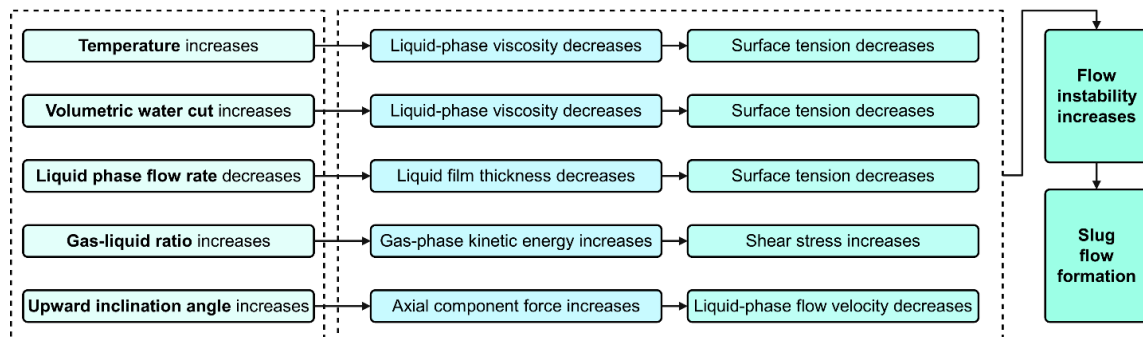 Temperature increases
Liquid-phase viscosity decreases
Surface tension decreases
Volumetric water cut increases
Liquid-phase viscosity decreases
Surface tension decreases
Liquid phase flow rate decreases
Liquid film thickness decreases
Surface tension decreases
Gas-liquid ratio increases
Gas-phase kinetic energy increases
Shear stress increases
Upward inclination angle increases
Axial component force increases
Liquid-phase flow velocity decreases
Flow
instability
increases
Slug
flow
formation